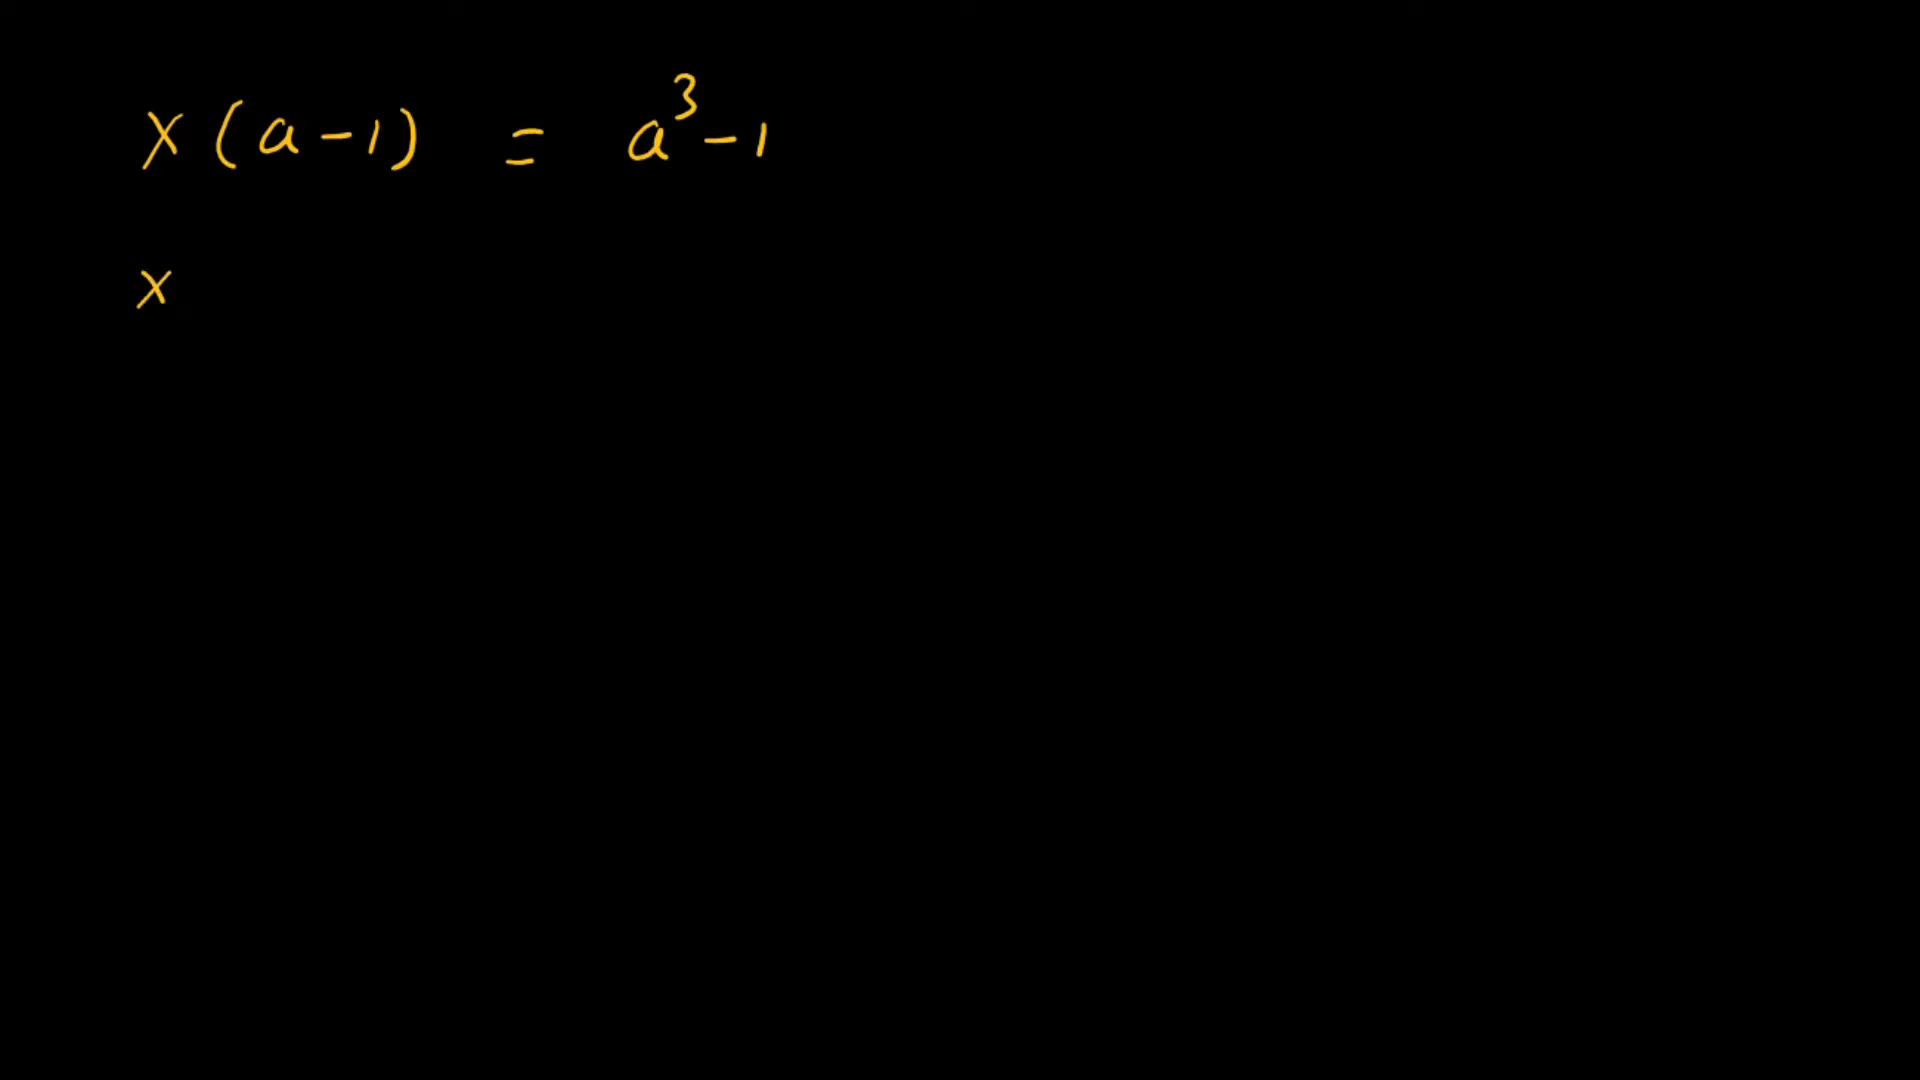 x(a-1) = a³-1
x